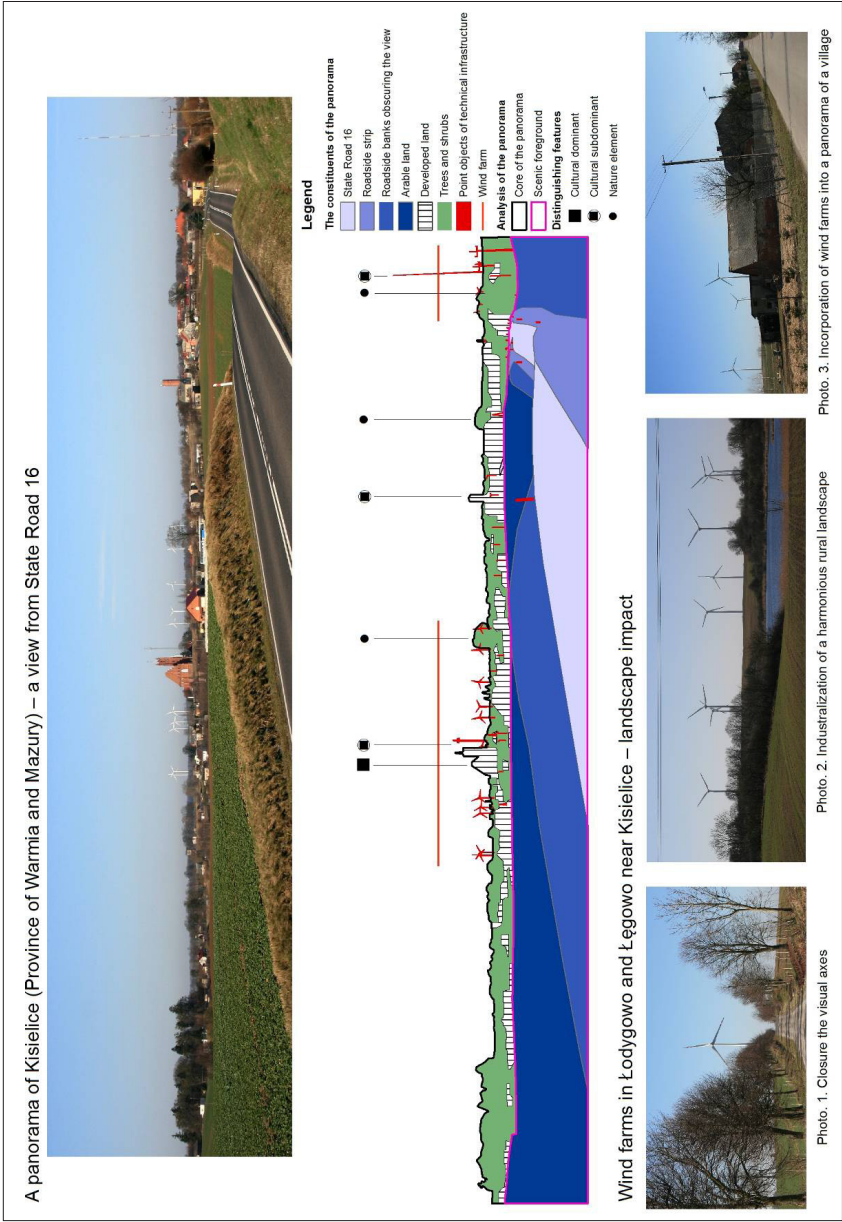 A panorama of Kisielice (Province of Warmia and Mazury) – a view from State Road 16
Legend
The constituents of the panorama
State Road 16
Roadside strip
Roadside banks obscuring the view
Arable land
Developed land
Trees and shrubs
Point objects of technical infrastructure
Wind farm
Analysis of the panorama
Core of the panorama
Scenic foreground
Distinguishing features
Cultural dominant
Cultural subdominant
Nature element
Wind farms in Łodygowo and Łęgowo near Kisielice – landscape impact
Photo. 1. Closure the visual axes
Photo. 2. Industralization of a harmonious rural landscape
Photo. 3. Incorporation of wind farms into a panorama of a village